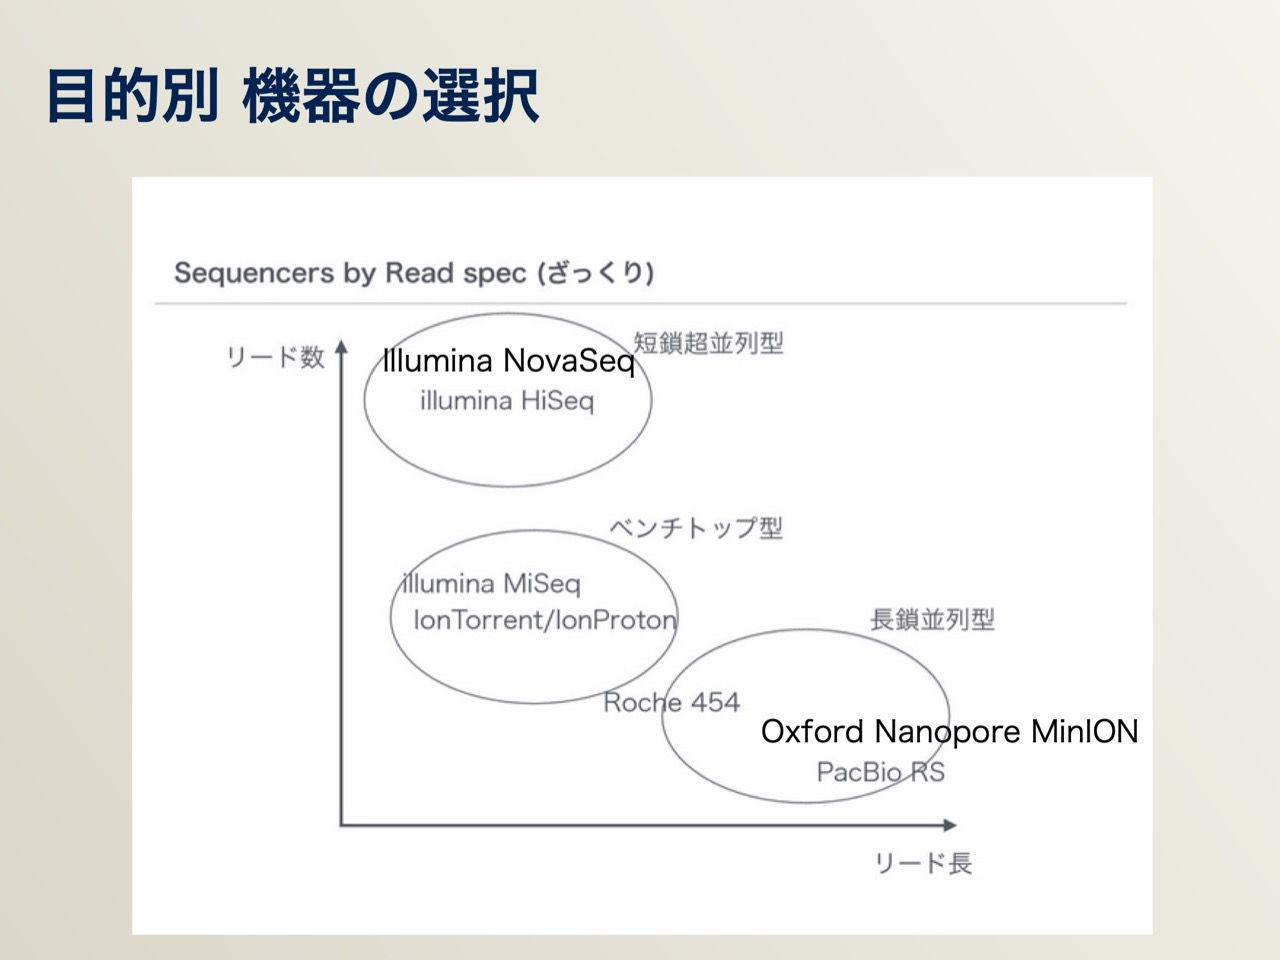 目的別 機器の選択
Sequencers by Read spec (ざっくり)
リード数
短鎖超並列型
Illumina NovaSeq
illumina HiSeq
ベンチトップ型
illumina MiSeq
IonTorrent/IonProton
長鎖並列型
Roche 454
Oxford Nanopore MinION
PacBio RS
リード長